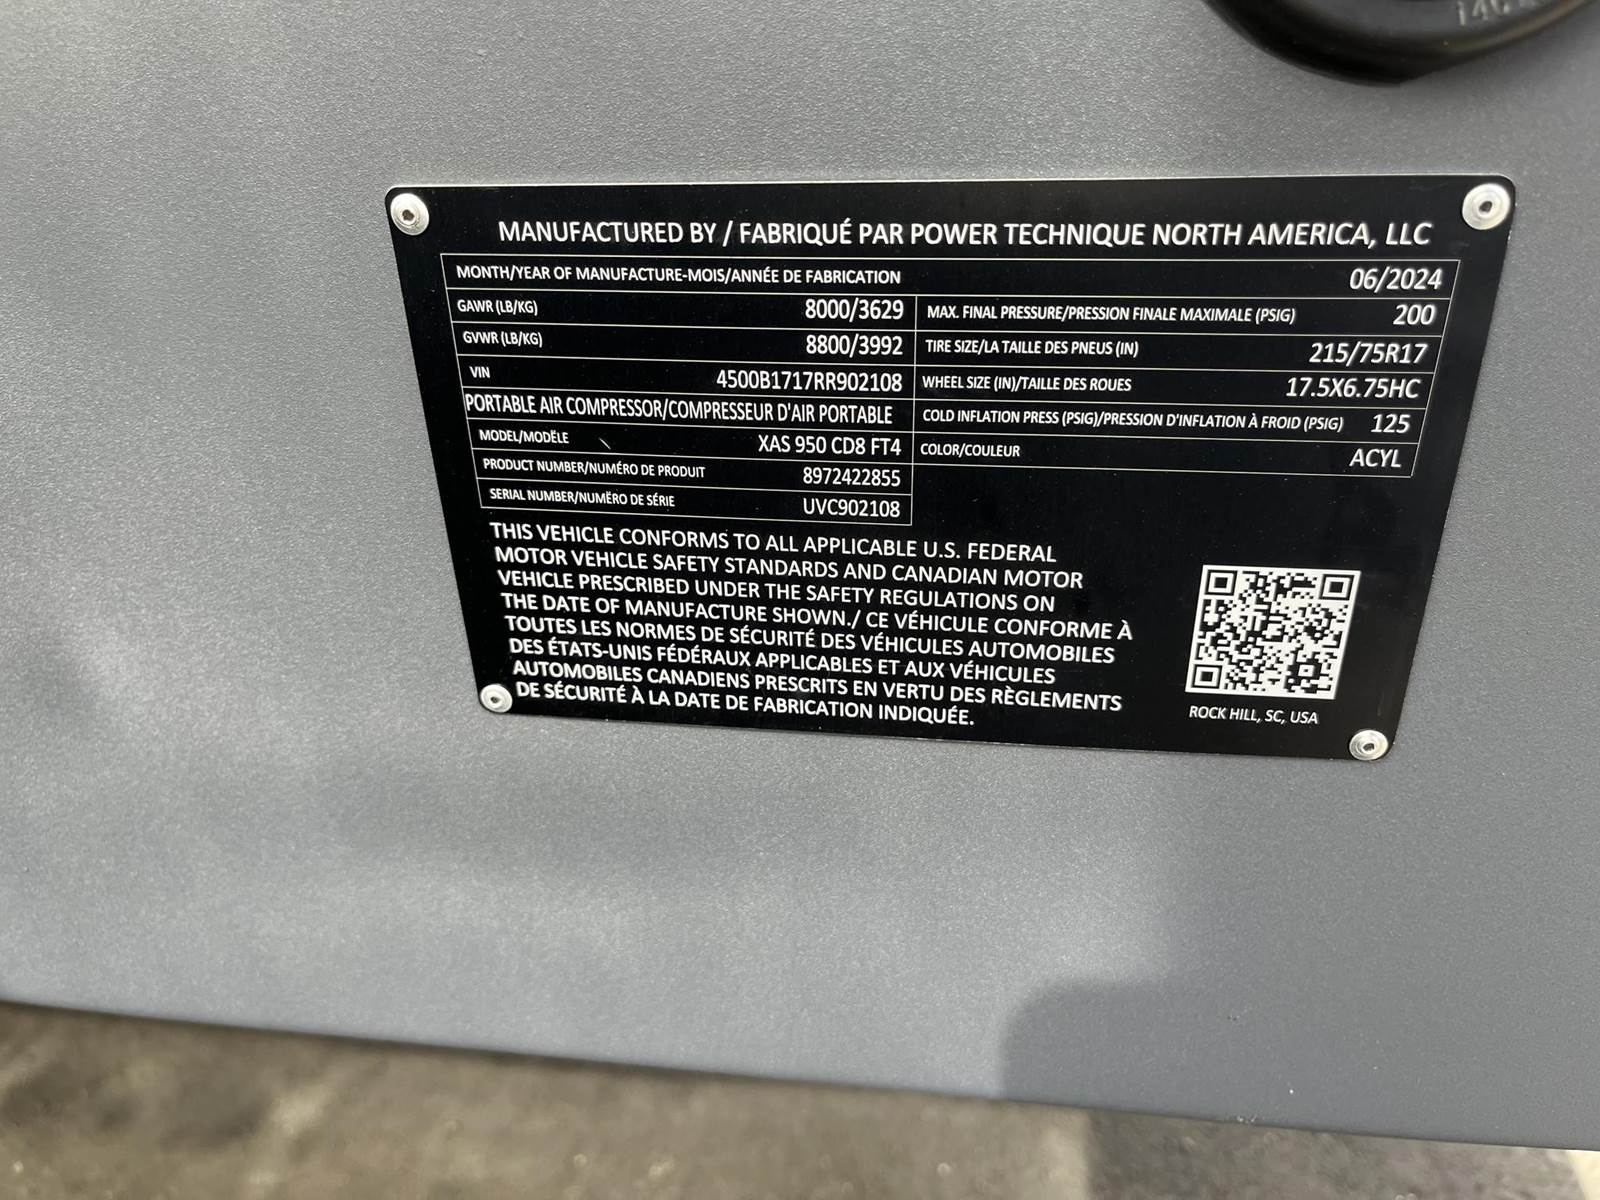 MANUFACTURED BY / FABRIQUÉ PAR POWER TECHNIQUE NORTH AMERICA, LLC
MONTH/YEAR OF MANUFACTURE-MOIS/ANNÉE DE FABRICATION 06/2024
GAWR (LB/KG) 8000/3629 MAX. FINAL PRESSURE/PRESSION FINALE MAXIMALE (PSIG) 200
GVWR (LB/KG) 8800/3992 TIRE SIZE/LA TAILLE DES PNEUS (IN) 215/75R17
VIN 4500B1717RR902108 WHEEL SIZE (IN)/TAILLE DES ROUES 17.5X6.75HC
PORTABLE AIR COMPRESSOR/COMPRESSEUR D'AIR PORTABLE COLD INFLATION PRESS (PSIG)/PRESSION D'INFLATION À FROID (PSIG) 125
MODEL/MODËLE XAS 950 CD8 FT4 COLOR/COULEUR ACYL
PRODUCT NUMBER/NUMÉRO DE PRODUIT 8972422855
SERIAL NUMBER/NUMËRO DE SÉRIE UVC902108
THIS VEHICLE CONFORMS TO ALL APPLICABLE U.S. FEDERAL
MOTOR VEHICLE SAFETY STANDARDS AND CANADIAN MOTOR
VEHICLE PRESCRIBED UNDER THE SAFETY REGULATIONS ON
THE DATE OF MANUFACTURE SHOWN./ CE VÉHICULE CONFORME À
TOUTES LES NORMES DE SÉCURITÉ DES VÉHICULES AUTOMOBILES
DES ÉTATS-UNIS FÉDÉRAUX APPLICABLES ET AUX VÉHICULES
AUTOMOBILES CANADIENS PRESCRITS EN VERTU DES RÈGLEMENTS
DE SÉCURITÉ À LA DATE DE FABRICATION INDIQUÉE.
ROCK HILL, SC, USA